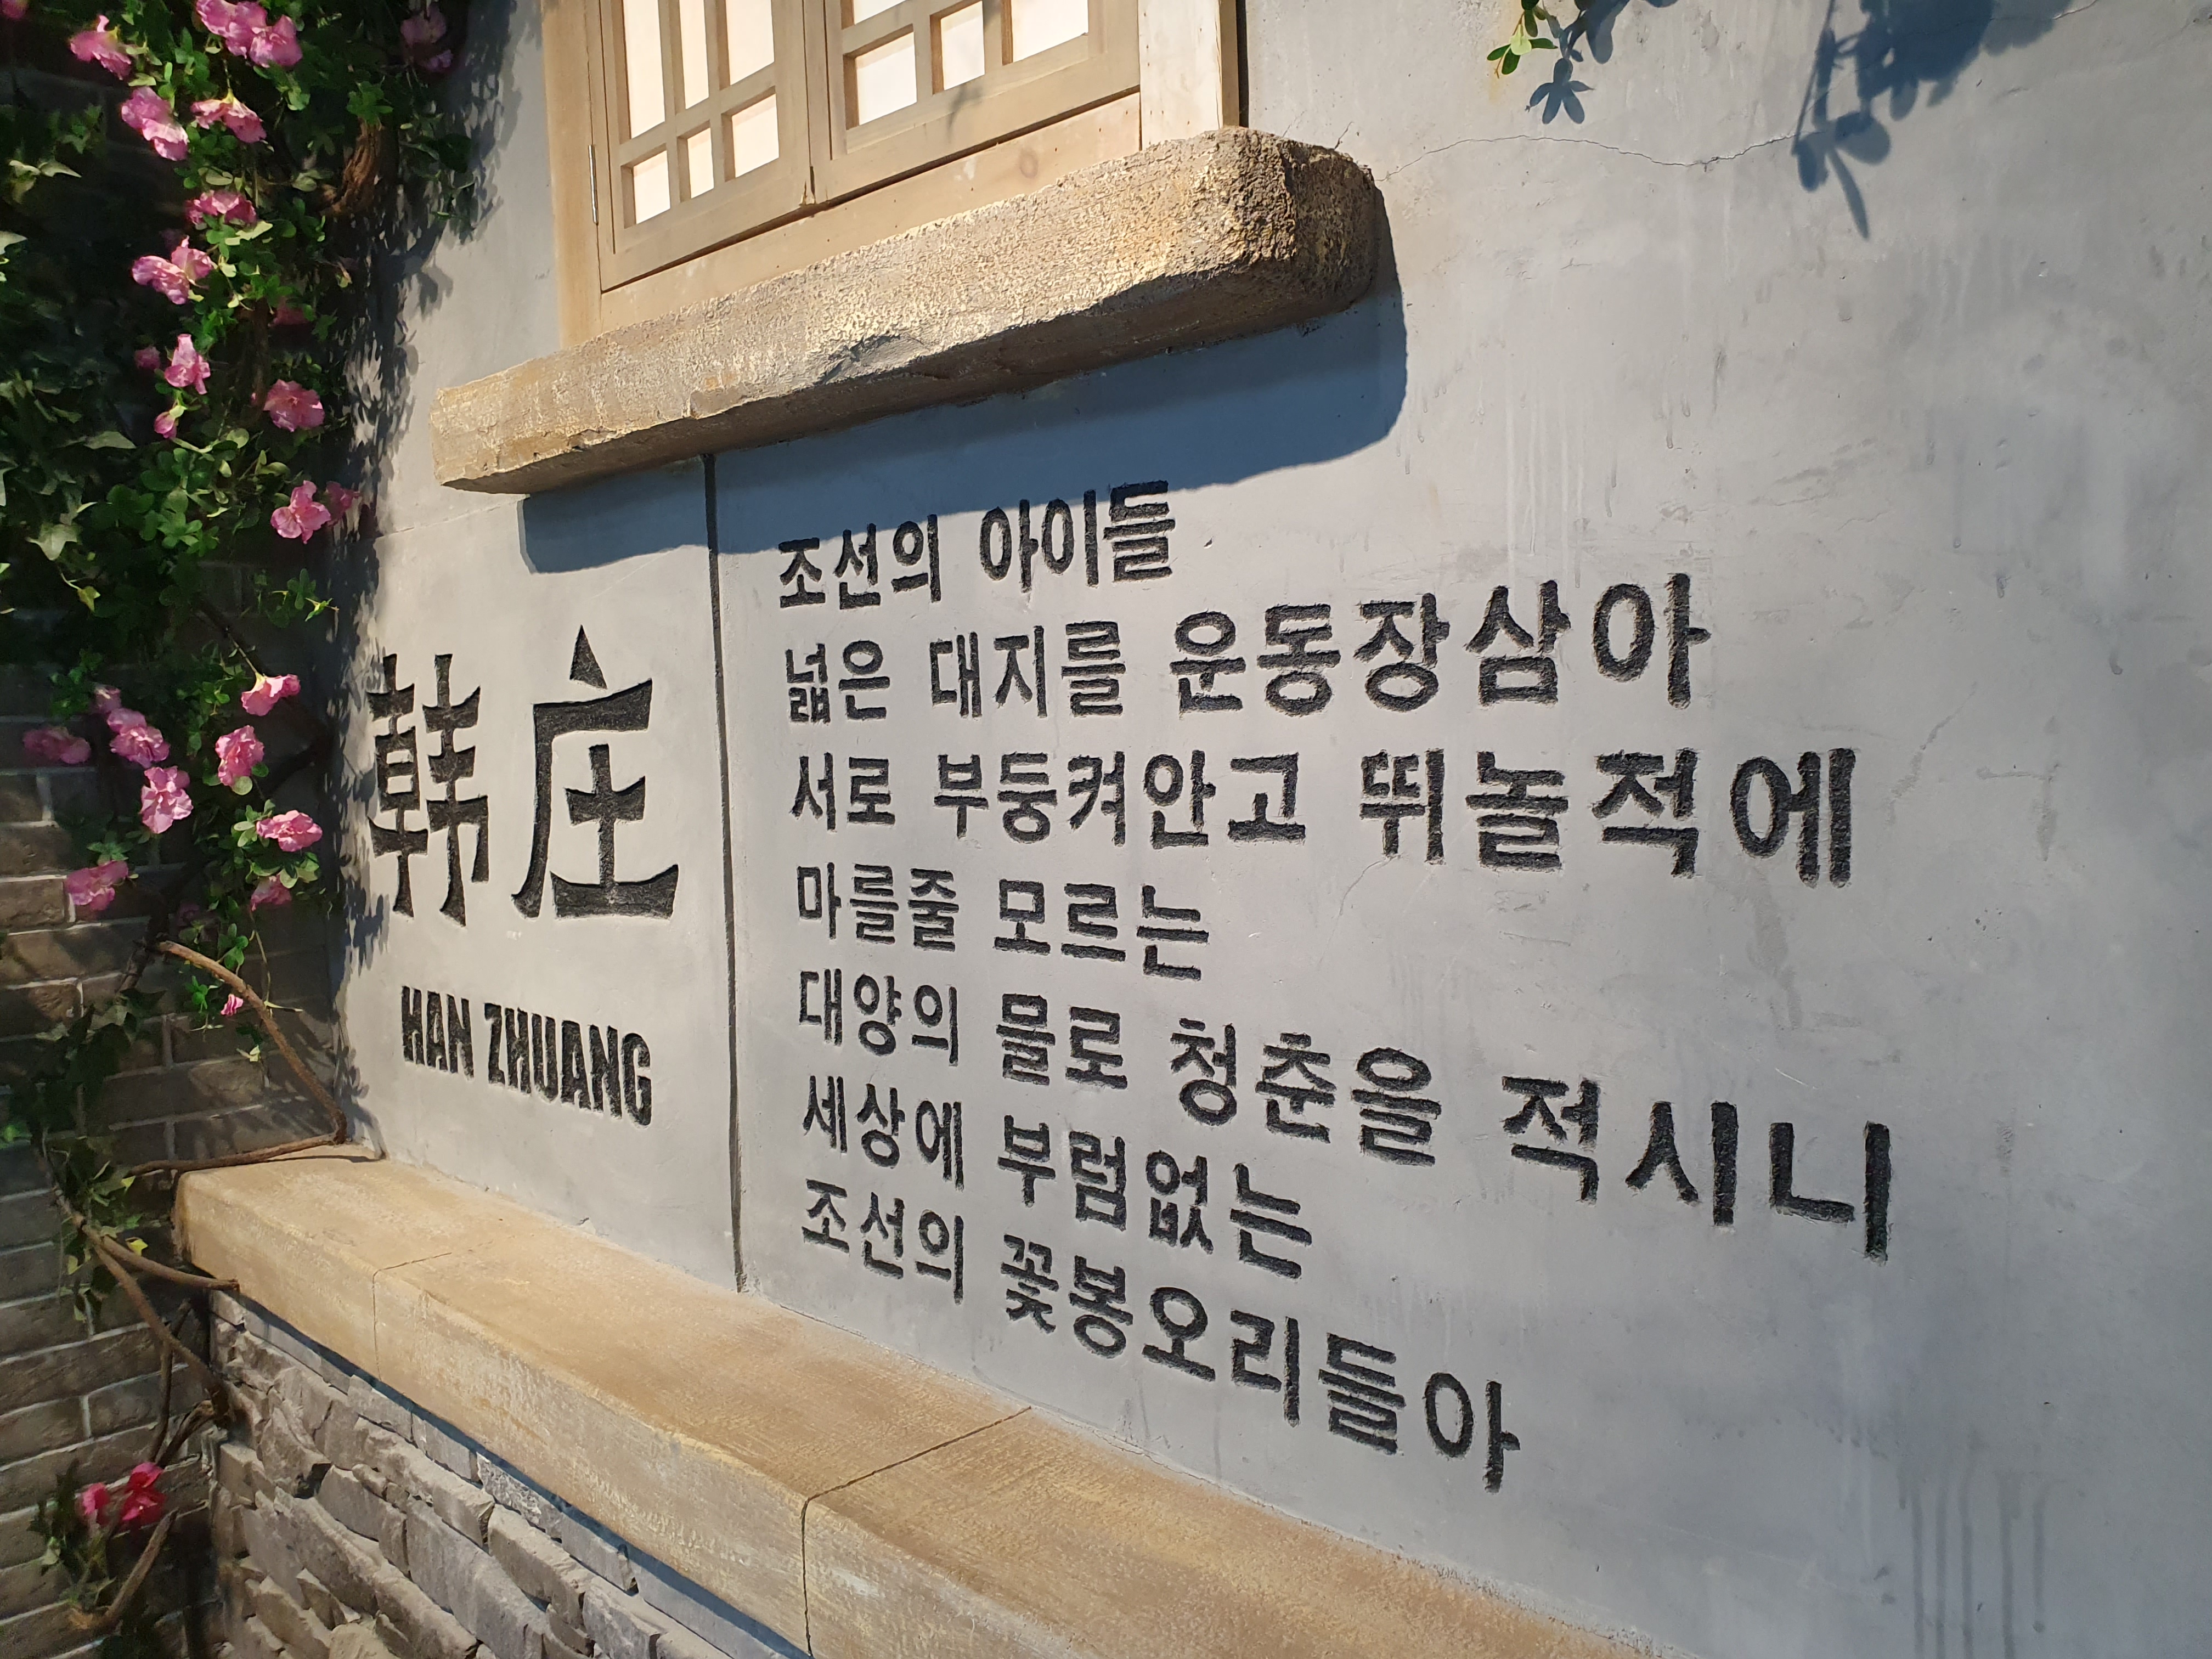 韩庄
HAN ZHUANG
조선의 아이들
넓은 대지를 운동장삼아
서로 부둥켜안고 뛰놀적에
마를줄 모르는
대양의 물로 청춘을 적시니
세상에 부럼없는
조선의 꽃봉오리들아